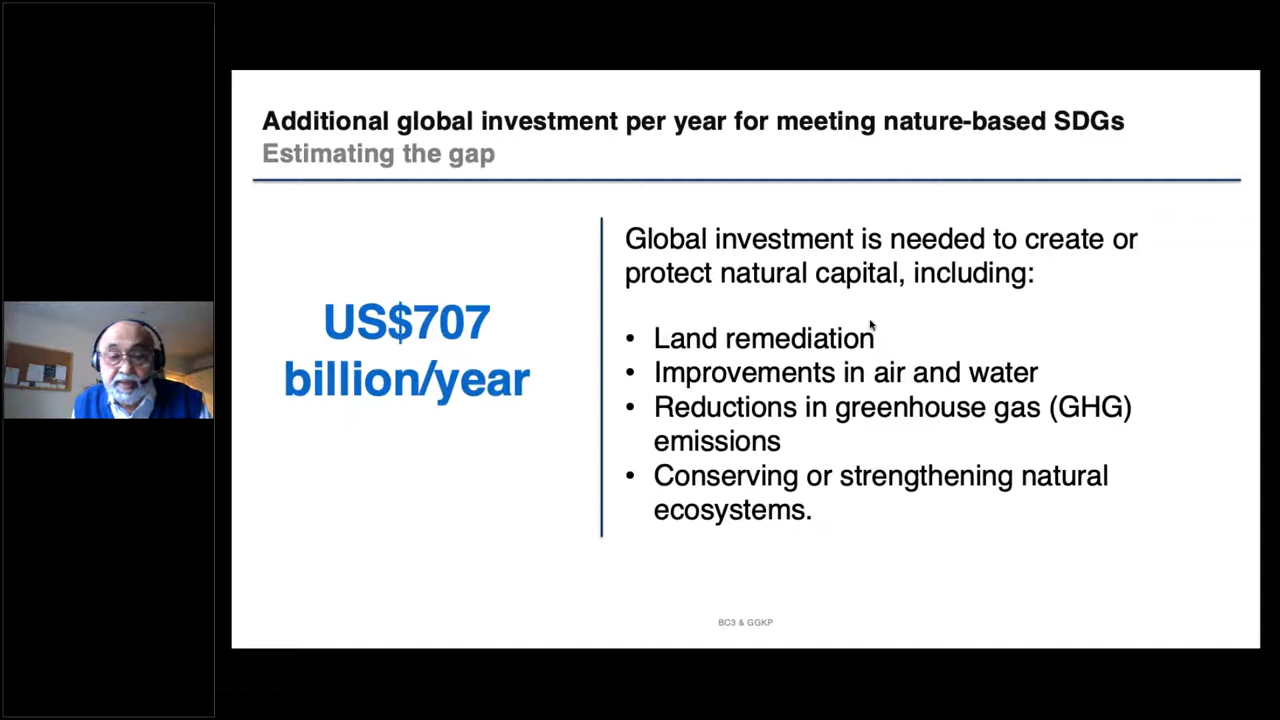 Additional global investment per year for meeting nature-based SDGs
Estimating the gap
US$707
billion/year
Global investment is needed to create or
protect natural capital, including:
• Land remediation
• Improvements in air and water
• Reductions in greenhouse gas (GHG)
emissions
• Conserving or strengthening natural
ecosystems.
BC3 & GGKP